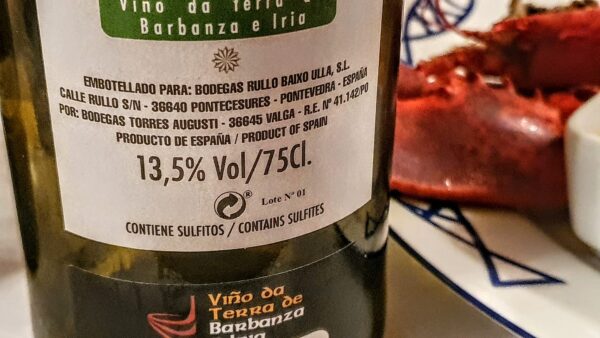 Vino da terra
Barbanza e Iria
EMBOTELLADO PARA: BODEGAS RULLO BAIXO ULLA, S.L.
CALLE RULLO S/N - 36640 PONTECESURES - PONTEVEDRA - ESPAÑA
POR: BODEGAS TORRES AUGUSTI - 36645 VALGA - R.E. Nº 41.142/PO
PRODUCTO DE ESPAÑA / PRODUCT OF SPAIN
13,5% Vol/75Cl.
® Lote Nº 01
CONTIENE SULFITOS / CONTAINS SULFITES
Viño da
Terra de
Barbanza